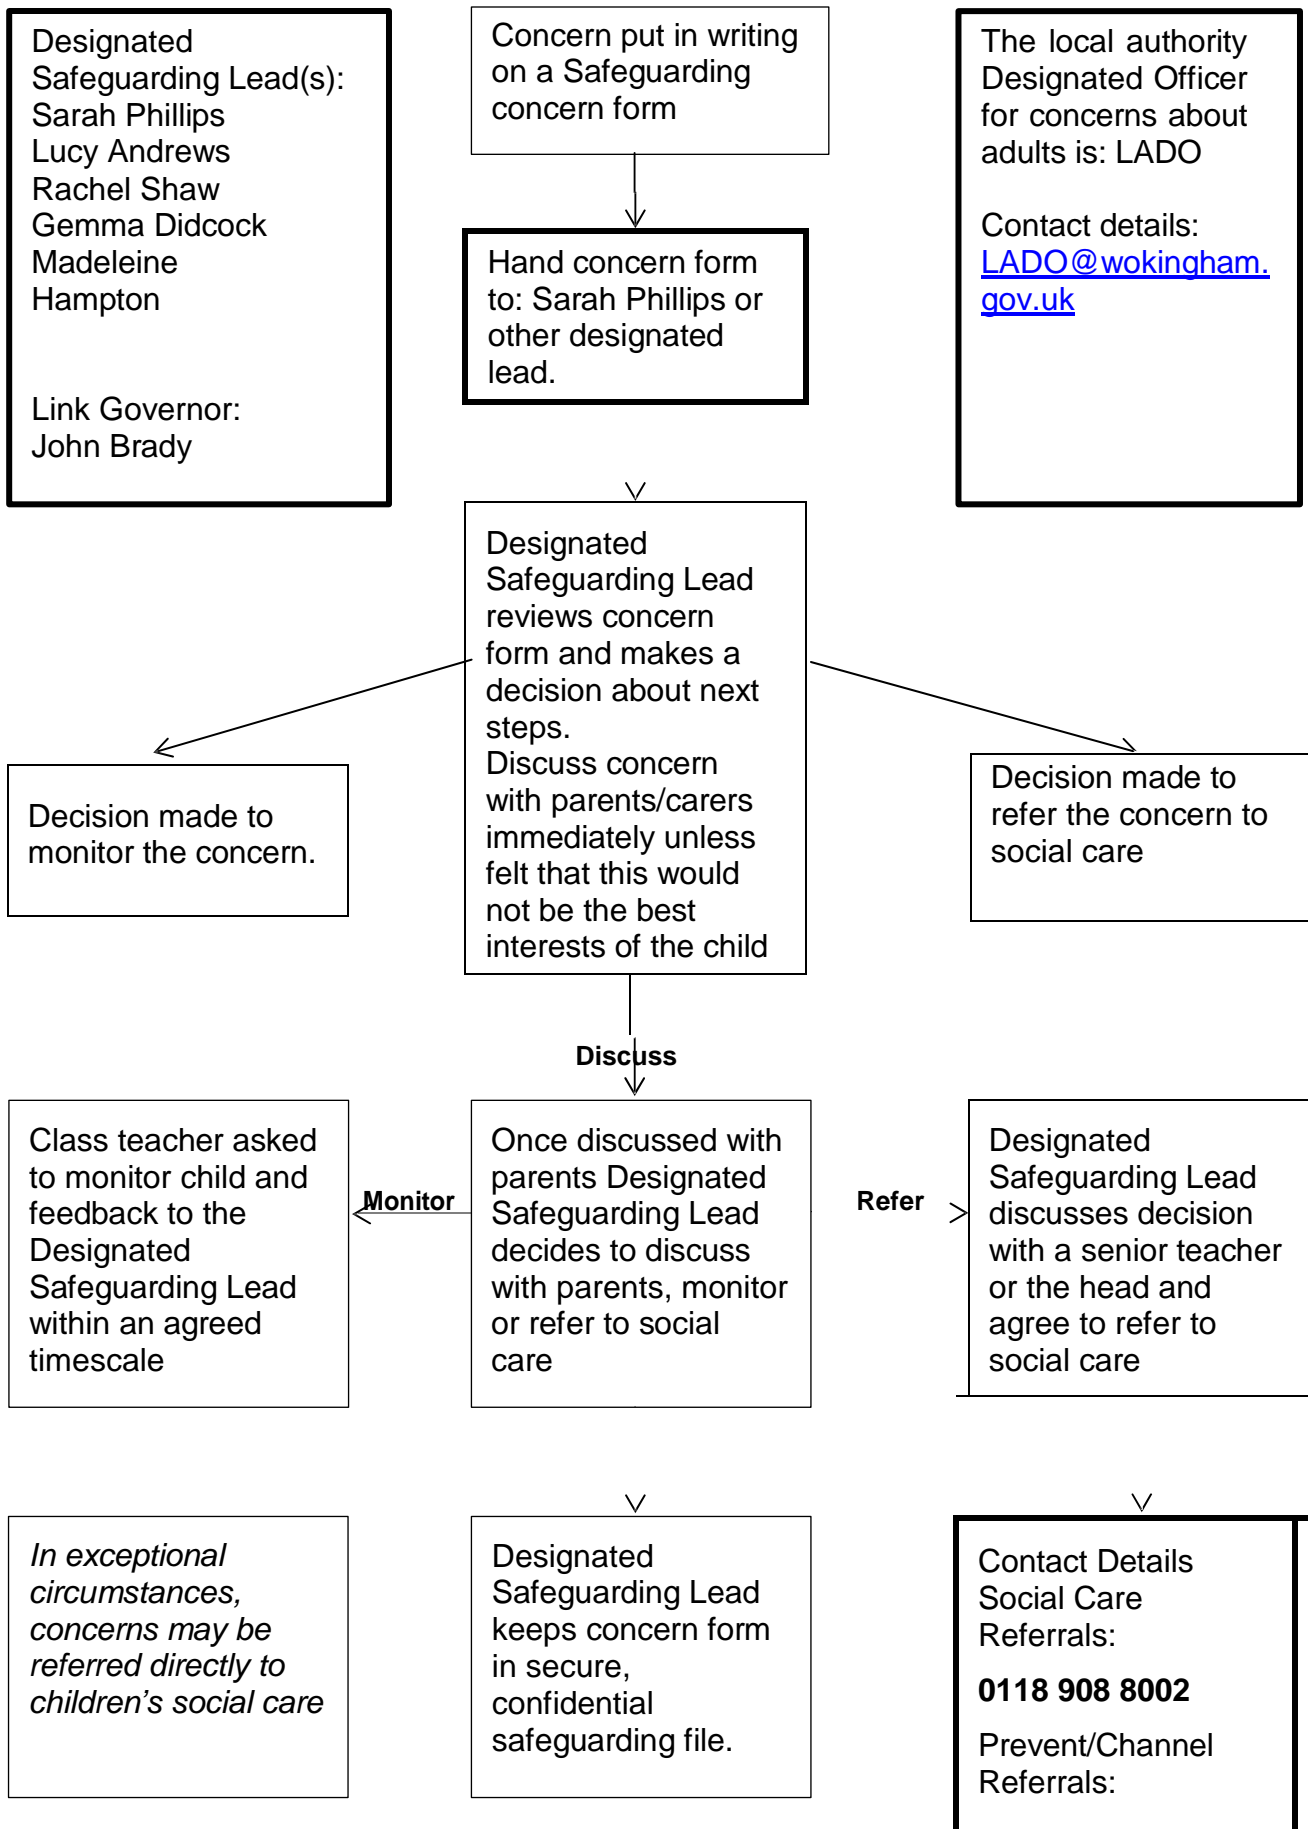 Designated
Safeguarding Lead(s):
Sarah Phillips
Lucy Andrews
Rachel Shaw
Gemma Didcock
Madeleine
Hampton
Link Governor:
John Brady
Concern put in writing
on a Safeguarding
concern form
The local authority
Designated Officer
for concerns about
adults is: LADO
Contact details:
LADO@wokingham.
gov.uk
Hand concern form
to: Sarah Phillips or
other designated
lead.
Designated
Safeguarding Lead
reviews concern
form and makes a
decision about next
steps.
Discuss concern
with parents/carers
immediately unless
felt that this would
not be the best
interests of the child
Decision made to
monitor the concern.
Decision made to
refer the concern to
social care
Discuss
Class teacher asked
to monitor child and
feedback to the
Designated
Safeguarding Lead
within an agreed
timescale
Monitor
Once discussed with
parents Designated
Safeguarding Lead
decides to discuss
with parents, monitor
or refer to social
care
Refer
Designated
Safeguarding Lead
discusses decision
with a senior teacher
or the head and
agree to refer to
social care
In exceptional
circumstances,
concerns may be
referred directly to
children’s social care
Designated
Safeguarding Lead
keeps concern form
in secure,
confidential
safeguarding file.
Contact Details
Social Care
Referrals:
0118 908 8002
Prevent/Channel
Referrals: